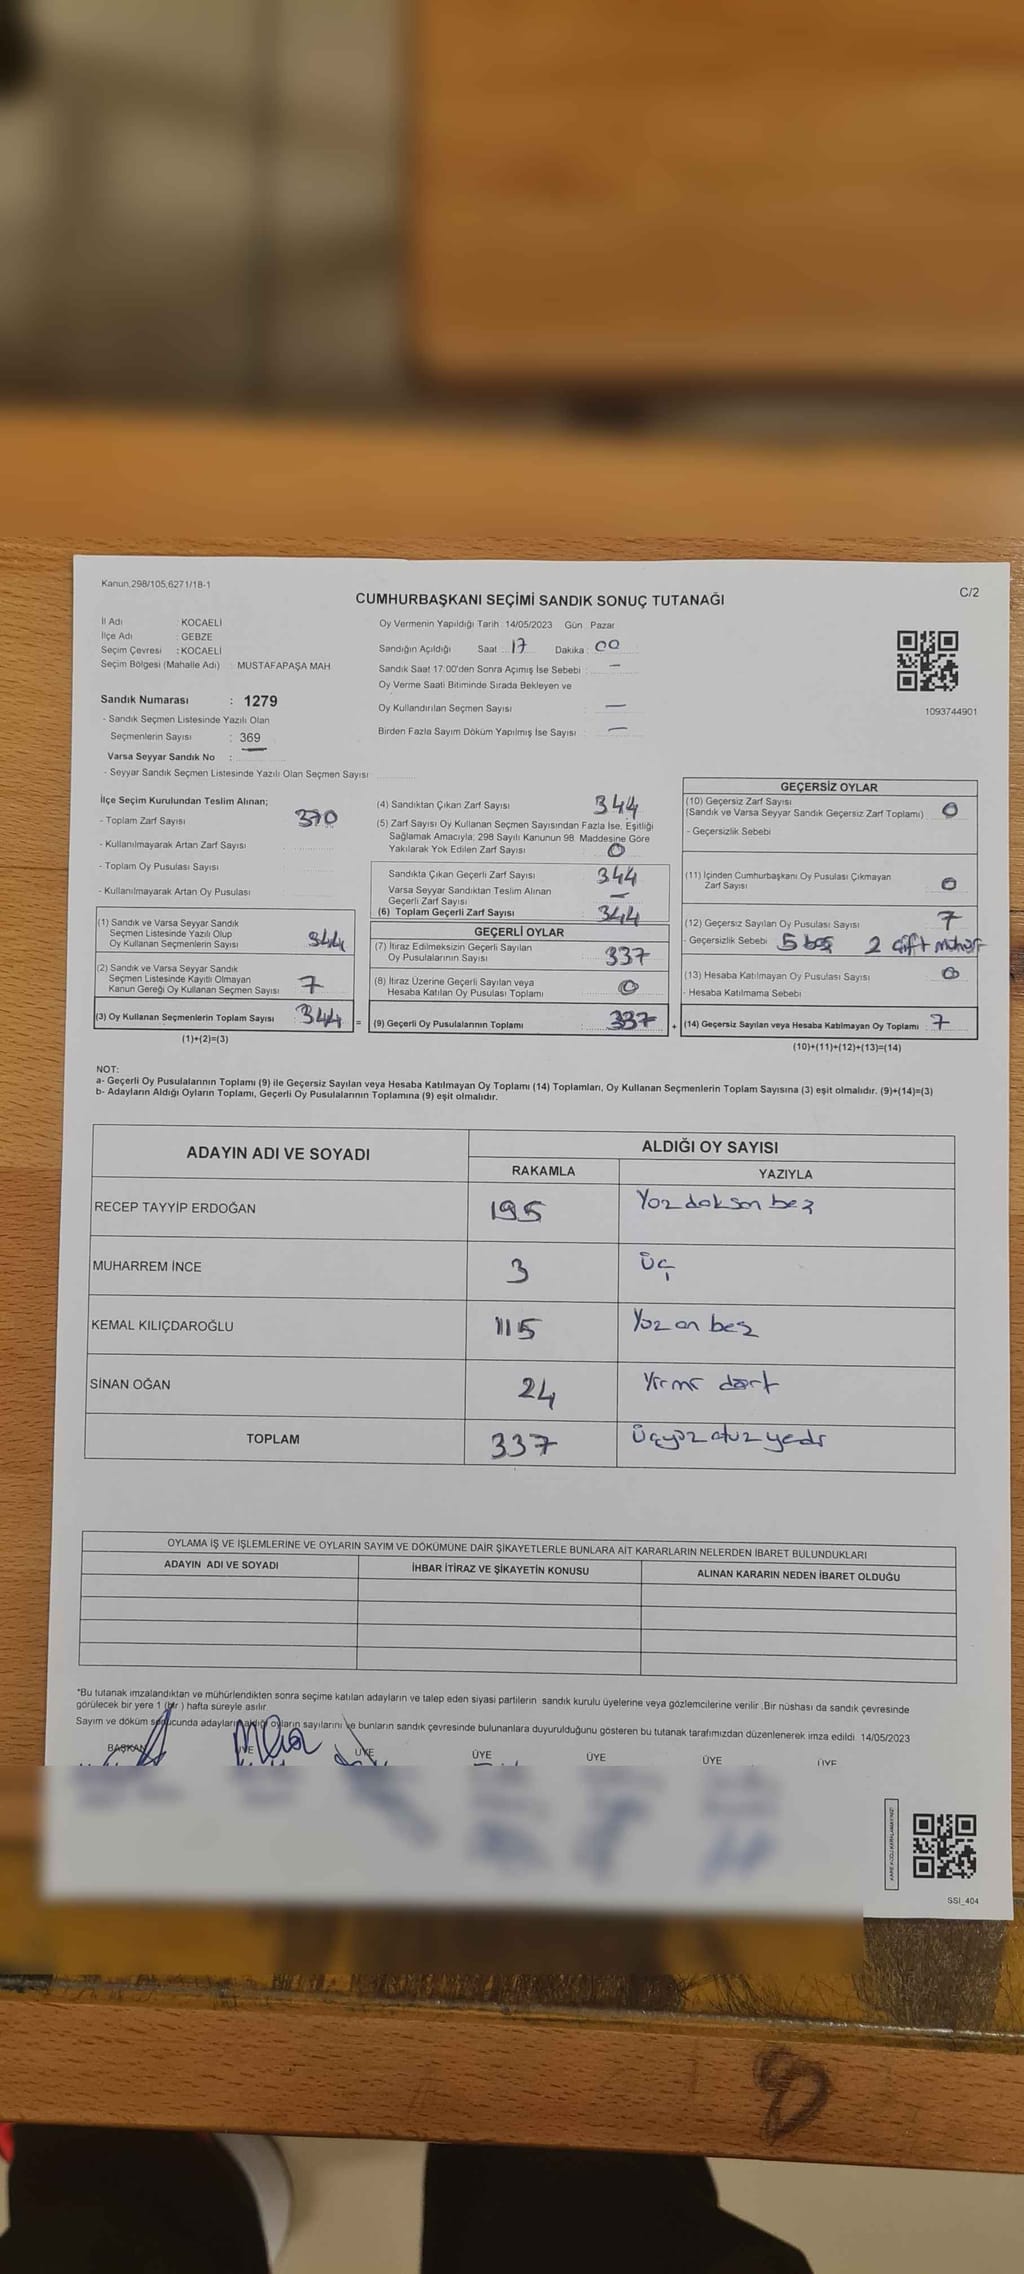 Kanun,298/105,6271/18-1
C/2
CUMHURBAŞKANI SEÇİMİ SANDIK SONUÇ TUTANAĞI
İl Adı : KOCAELİ
İlçe Adı : GEBZE
Seçim Çevresi : KOCAELİ
Seçim Bölgesi (Mahalle Adı) : MUSTAFAPAŞA MAH.
Sandık Numarası : 1279
- Sandık Seçmen Listesinde Yazılı Olan
Seçmenlerin Sayısı : 369
Varsa Seyyar Sandık No :
- Seyyar Sandık Seçmen Listesinde Yazılı Olan Seçmen Sayısı
Oy Vermenin Yapıldığı Tarih :14/05/2023 Gün : Pazar
Sandığın Açıldığı Saat : 17 Dakika : 00
Sandık Saat 17:00'den Sonra Açımış İse Sebebi : —
Oy Verme Saati Bitiminde Sırada Bekleyen ve
Oy Kullandırılan Seçmen Sayısı : —
Birden Fazla Sayım Döküm Yapılmış İse Sayısı : —
1093744901
İlçe Seçim Kurulundan Teslim Alınan;
- Toplam Zarf Sayısı 370
- Kullanılmayarak Artan Zarf Sayısı
- Toplam Oy Pusulası Sayısı
- Kullanılmayarak Artan Oy Pusulası
(1) Sandık ve Varsa Seyyar Sandık
Seçmen Listesinde Yazılı Olup
Oy Kullanan Seçmenlerin Sayısı 344
(2) Sandık ve Varsa Seyyar Sandık
Seçmen Listesinde Kayıtlı Olmayan
Kanun Gereği Oy Kullanan Seçmen Sayısı 7
(3) Oy Kullanan Seçmenlerin Toplam Sayısı 344 =
(1)+(2)=(3)
(4) Sandıktan Çıkan Zarf Sayısı 344
(5) Zarf Sayısı Oy Kullanan Seçmen Sayısından Fazla İse, Eşitliği
Sağlamak Amacıyla; 298 Sayılı Kanunun 98. Maddesine Göre
Yakılarak Yok Edilen Zarf Sayısı 0
Sandıkta Çıkan Geçerli Zarf Sayısı 344
Varsa Seyyar Sandıktan Teslim Alınan
Geçerli Zarf Sayısı —
(6) Toplam Geçerli Zarf Sayısı 344
GEÇERLİ OYLAR
(7) İtiraz Edilmeksizin Geçerli Sayılan
Oy Pusulalarının Sayısı 337
(8) İtiraz Üzerine Geçerli Sayılan veya
Hesaba Katılan Oy Pusulası Toplamı 0
(9) Geçerli Oy Pusulalarının Toplamı : 337 +
GEÇERSİZ OYLAR
(10) Geçersiz Zarf Sayısı
(Sandık ve Varsa Seyyar Sandık Geçersiz Zarf Toplamı) 0
- Geçersizlik Sebebi
(11) İçinden Cumhurbaşkanı Oy Pusulası Çıkmayan
Zarf Sayısı 0
(12) Geçersiz Sayılan Oy Pusulası Sayısı 7
- Geçersizlik Sebebi 5 boş 2 çift mühür
(13) Hesaba Katılmayan Oy Pusulası Sayısı 0
- Hesaba Katılmama Sebebi
(14) Geçersiz Sayılan veya Hesaba Katılmayan Oy Toplamı : 7
(10)+(11)+(12)+(13)=(14)
NOT:
a- Geçerli Oy Pusulalarının Toplamı (9) ile Geçersiz Sayılan veya Hesaba Katılmayan Oy Toplamı (14) Toplamları, Oy Kullanan Seçmenlerin Toplam Sayısına (3) eşit olmalıdır. (9)+(14)=(3)
b- Adayların Aldığı Oyların Toplamı, Geçerli Oy Pusulalarının Toplamına (9) eşit olmalıdır.
ADAYIN ADI VE SOYADI ALDIĞI OY SAYISI
RAKAMLA YAZIYLA
RECEP TAYYİP ERDOĞAN 195 Yüz doksan beş
MUHARREM İNCE 3 Üç
KEMAL KILIÇDAROĞLU 115 Yüz on beş
SİNAN OĞAN 24 Yirmi dört
TOPLAM 337 Üçyüz otuz yedi
OYLAMA İŞ VE İŞLEMLERİNE VE OYLARIN SAYIM VE DÖKÜMÜNE DAİR ŞİKAYETLERLE BUNLARA AİT KARARLARIN NELERDEN İBARET BULUNDUKLARI
ADAYIN ADI VE SOYADI İHBAR İTİRAZ VE ŞİKAYETİN KONUSU ALINAN KARARIN NEDEN İBARET OLDUĞU
*Bu tutanak imzalandıktan ve mühürlendikten sonra seçime katılan adayların ve talep eden siyasi partilerin sandık kurulu üyelerine veya gözlemcilerine verilir .Bir nüshası da sandık çevresinde
görülecek bir yere 1 (bir ) hafta süreyle asılır.
Sayım ve döküm sonucunda adayların aldığı oyların sayılarını ve bunların sandık çevresinde bulunanlara duyurulduğunu gösteren bu tutanak tarafımızdan düzenlenerek imza edildi. 14/05/2023
BAŞKAN ÜYE ÜYE ÜYE ÜYE ÜYE ÜYE
SSI_404
8